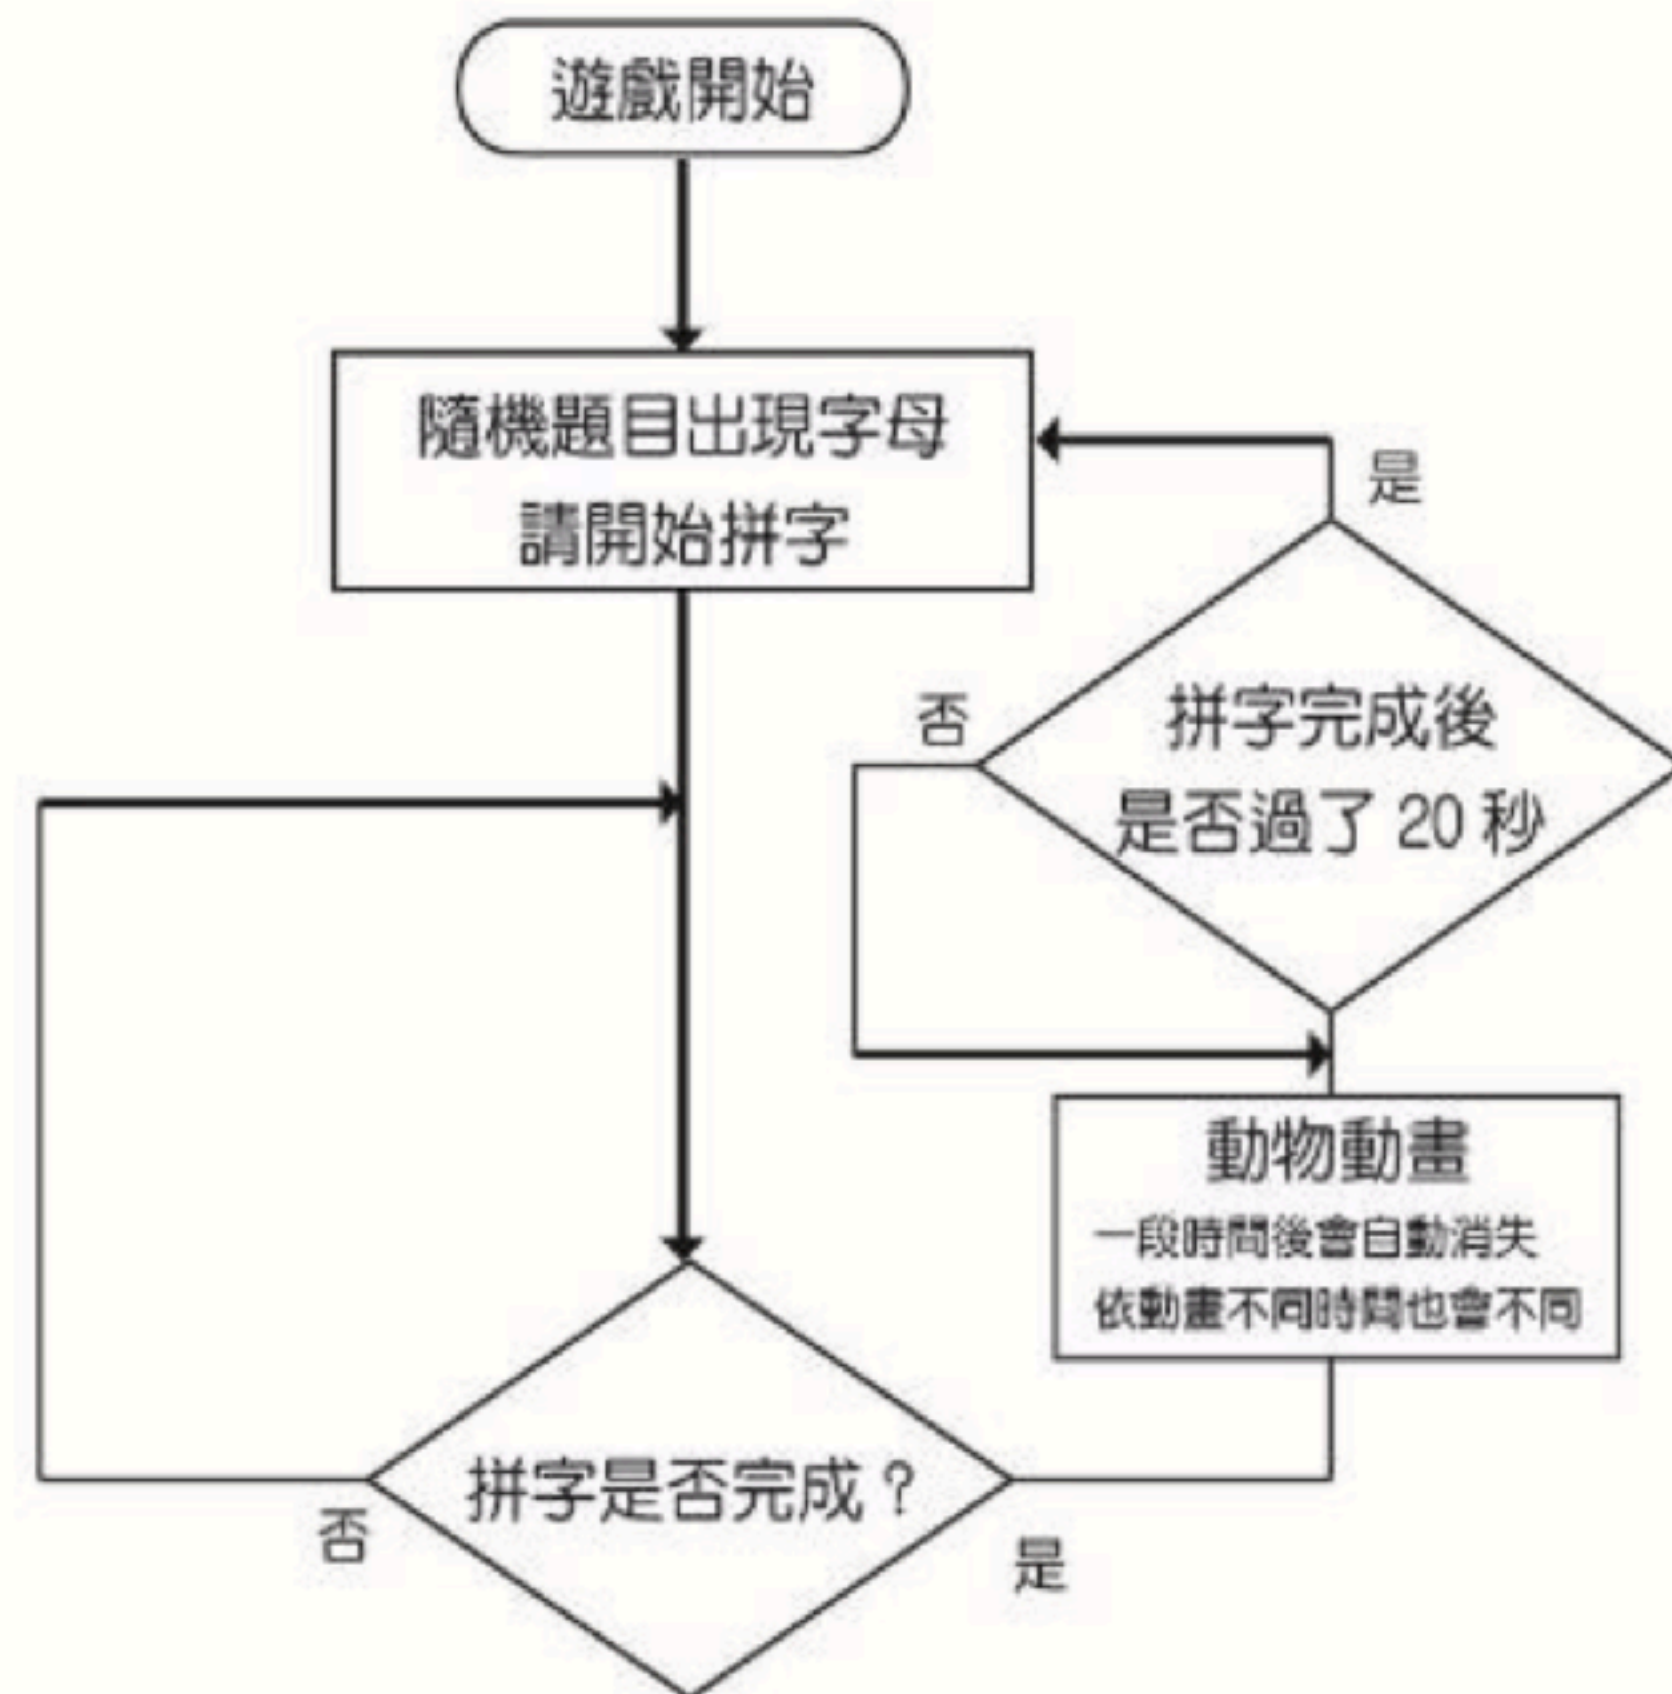 遊戲開始
隨機題目出現字母
請開始拼字
是
否
拼字完成後
是否過了 20 秒
動物動畫
一段時間後會自動消失
依動畫不同時間也會不同
拼字是否完成？
否
是